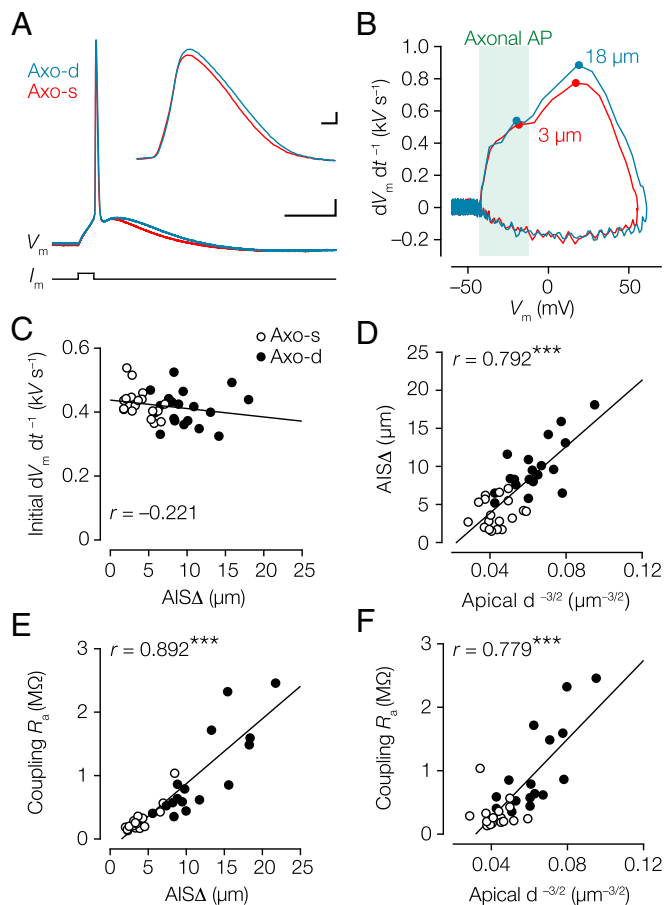 A
Axo-d
Axo-s
Vm
Im
B
Axonal AP
18 µm
3 µm
dVm dt⁻¹ (kV s⁻¹)
1.0
0.8
0.6
0.4
0.2
0
−0.2
−50
0
50
Vm (mV)
C
Axo-s
Axo-d
Initial dVm dt⁻¹ (kV s⁻¹)
0.6
0.4
0.2
0
r = −0.221
0 5 10 15 20 25
AISΔ (µm)
D
r = 0.792***
AISΔ (µm)
25
20
15
10
5
0
0.04 0.08 0.12
Apical d ⁻³/² (µm⁻³/²)
E
r = 0.892***
Coupling Ra (MΩ)
3
2
1
0
0 5 10 15 20 25
AISΔ (µm)
F
r = 0.779***
Coupling Ra (MΩ)
3
2
1
0
0.04 0.08 0.12
Apical d ⁻³/² (µm⁻³/²)